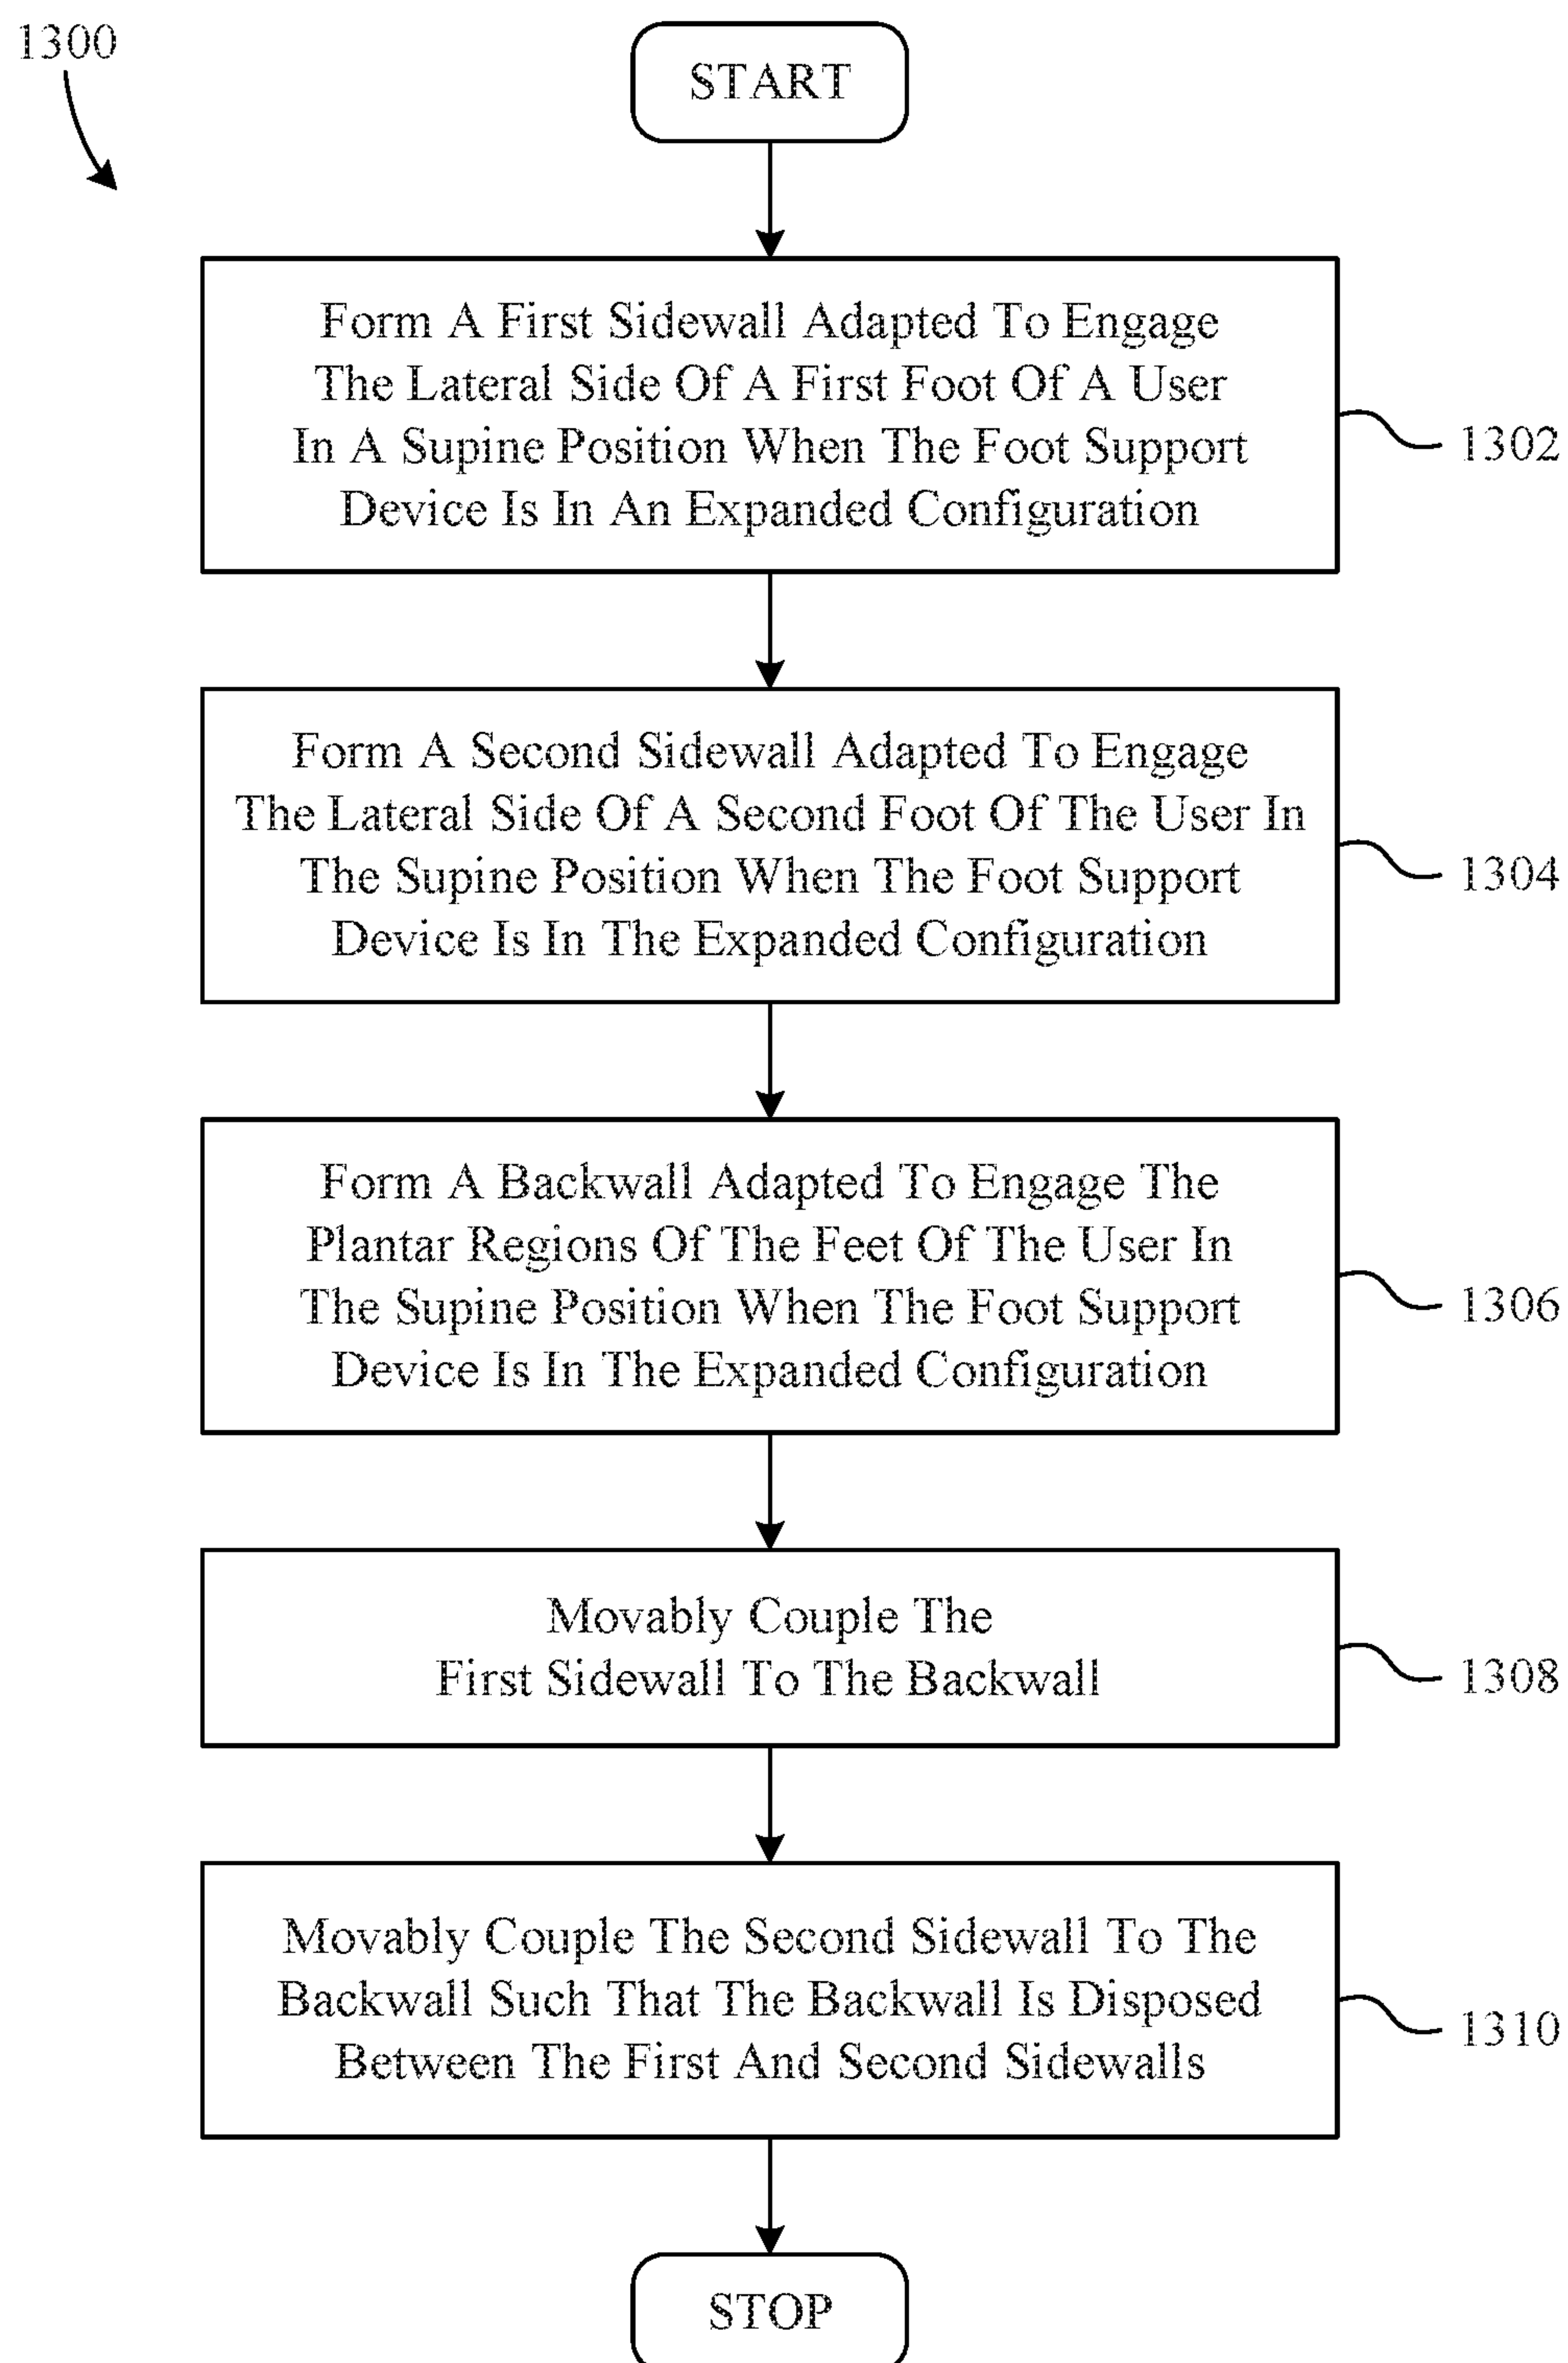 1300
START
Form A First Sidewall Adapted To Engage
The Lateral Side Of A First Foot Of A User
In A Supine Position When The Foot Support
Device Is In An Expanded Configuration
1302
Form A Second Sidewall Adapted To Engage
The Lateral Side Of A Second Foot Of The User In
The Supine Position When The Foot Support
Device Is In The Expanded Configuration
1304
Form A Backwall Adapted To Engage The
Plantar Regions Of The Feet Of The User In
The Supine Position When The Foot Support
Device Is In The Expanded Configuration
1306
Movably Couple The
First Sidewall To The Backwall
1308
Movably Couple The Second Sidewall To The
Backwall Such That The Backwall Is Disposed
Between The First And Second Sidewalls
1310
STOP